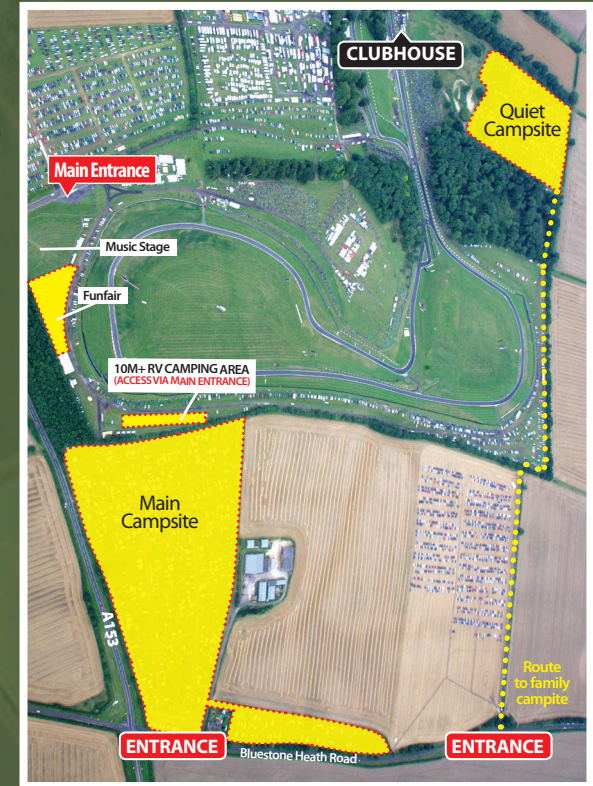 CLUBHOUSE
Quiet
Campsite
Main Entrance
Music Stage
Funfair
10M+ RV CAMPING AREA
(ACCESS VIA MAIN ENTRANCE)
Main
Campsite
A153
Route
to family
campite
ENTRANCE
Bluestone Heath Road
ENTRANCE